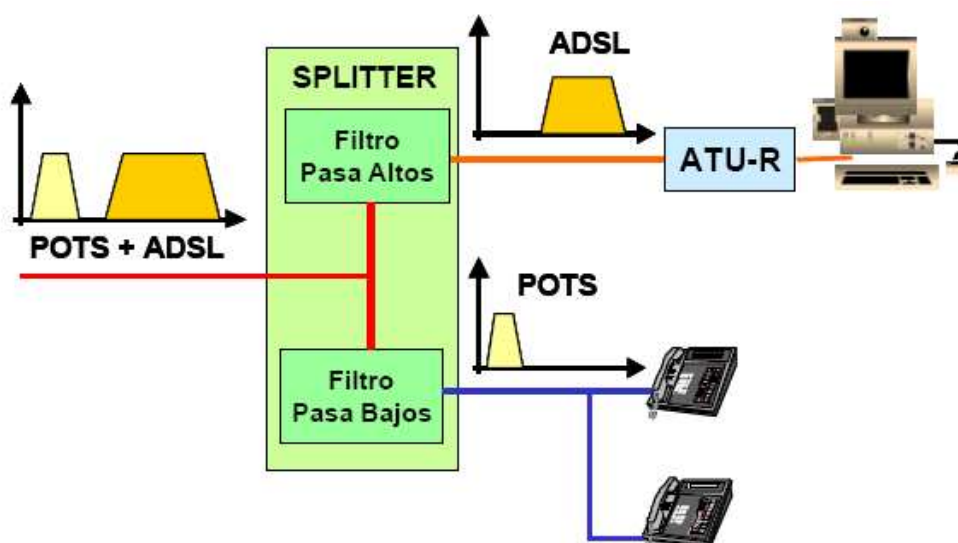 ADSL
SPLITTER
Filtro
Pasa Altos
ATU-R
POTS + ADSL
POTS
Filtro
Pasa Bajos